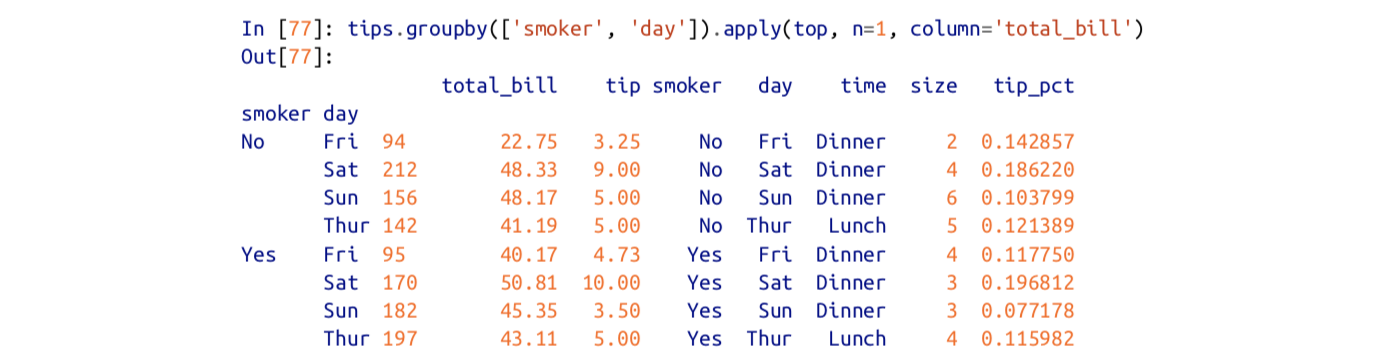 In [77]: tips.groupby(['smoker', 'day']).apply(top, n=1, column='total_bill')
Out[77]:
                 total_bill    tip smoker   day    time  size   tip_pct
smoker day
No     Fri  94        22.75   3.25     No   Fri  Dinner     2  0.142857
       Sat  212       48.33   9.00     No   Sat  Dinner     4  0.186220
       Sun  156       48.17   5.00     No   Sun  Dinner     6  0.103799
       Thur 142       41.19   5.00     No  Thur   Lunch     5  0.121389
Yes    Fri  95        40.17   4.73    Yes   Fri  Dinner     4  0.117750
       Sat  170       50.81  10.00    Yes   Sat  Dinner     3  0.196812
       Sun  182       45.35   3.50    Yes   Sun  Dinner     3  0.077178
       Thur 197       43.11   5.00    Yes  Thur   Lunch     4  0.115982